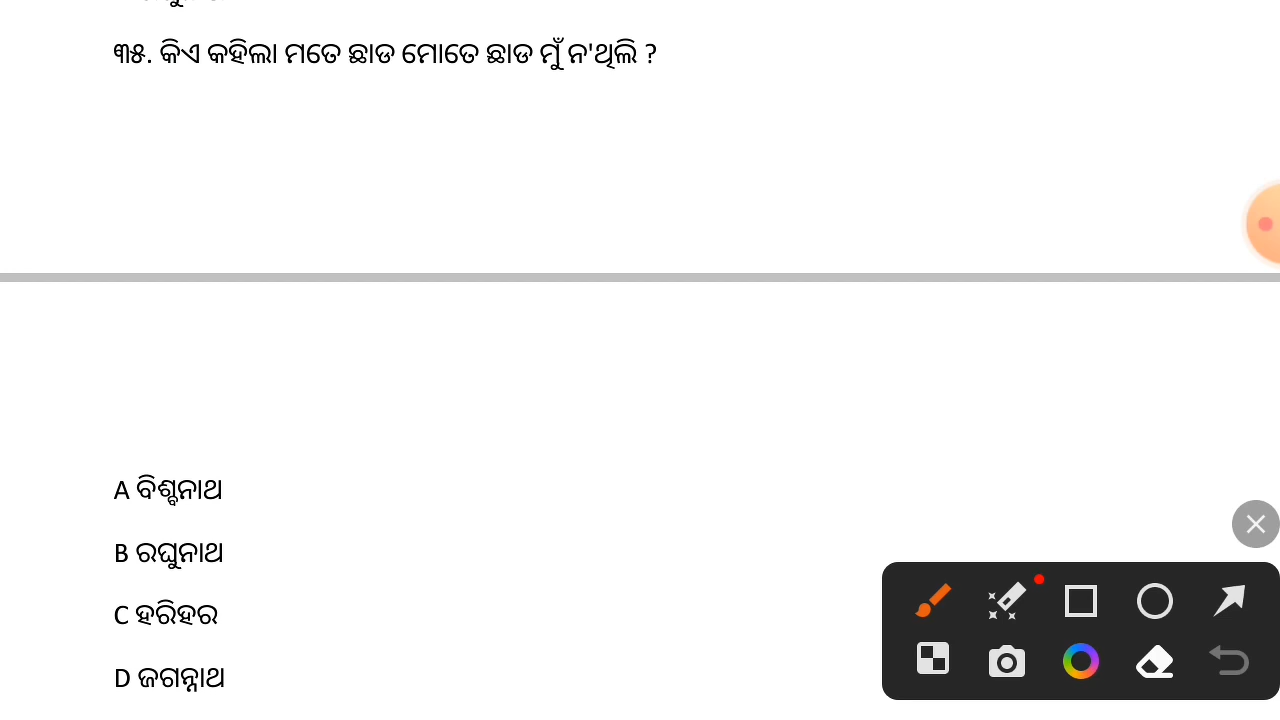 ୩୫. କିଏ କହିଲା ମତେ ଛାଡ ମୋତେ ଛାଡ ମୁଁ ନ'ଥିଲି ?
A ବିଶ୍ବନାଥ
B ରଘୁନାଥ
C ହରିହର
D ଜଗନ୍ନାଥ